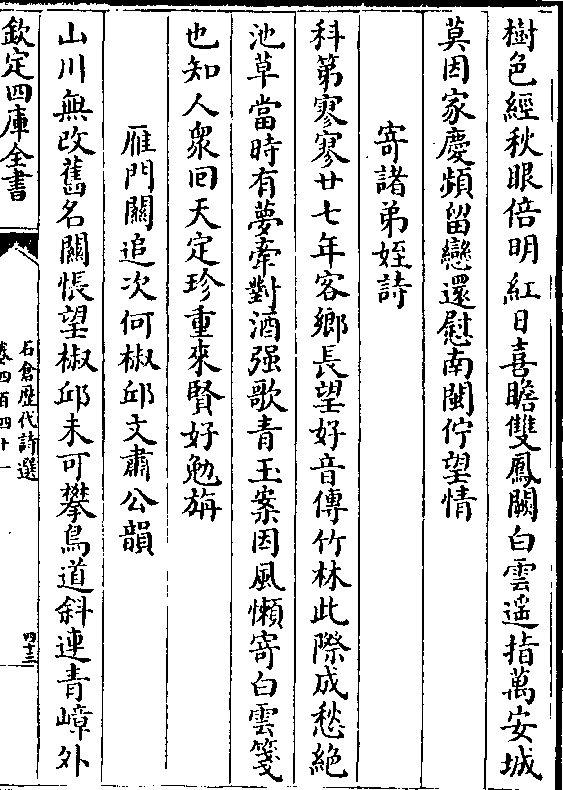 樹色經秋眼倍明紅日喜瞻雙鳳闕白雲遥指萬安城
莫因家慶頻留戀還慰南閩佇望情
寄諸弟姪詩
科第寥寥廿七年客鄉長望好音傳竹林此際成愁絶
池草當時有夢牽對酒强歌青玉案因風懶寄白雲箋
也知人衆回天定珍重來賢好勉旃
雁門關追次何椒邱文肅公韻
山川無改舊名關悵望椒邱未可攀鳥道斜連青嶂外
欽定四庫全書
石倉歷代詩選
卷四百四十一
四十三